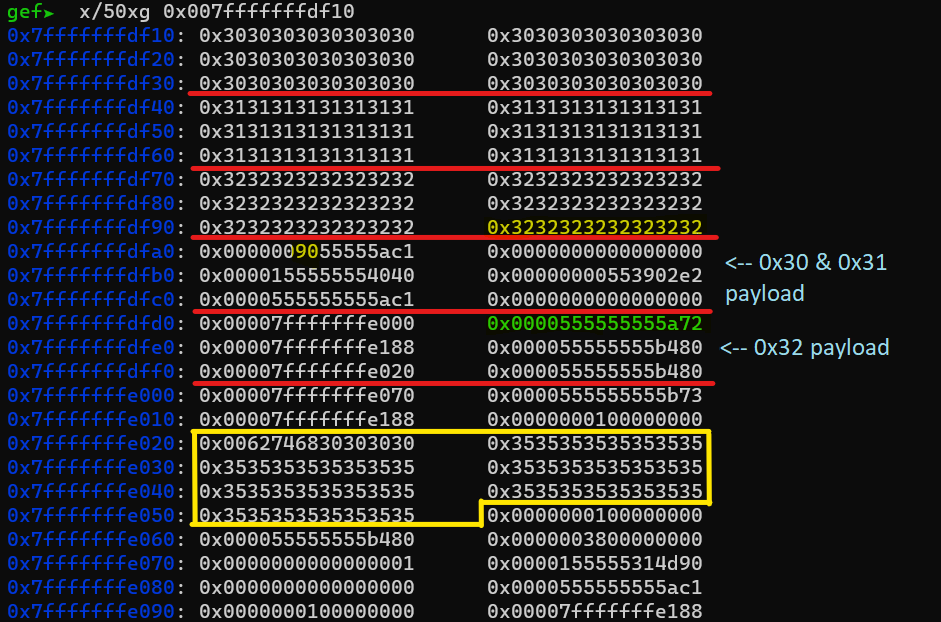 gef➤  x/50xg 0x007fffffffdf10
0x7fffffffdf10: 0x3030303030303030 0x3030303030303030
0x7fffffffdf20: 0x3030303030303030 0x3030303030303030
0x7fffffffdf30: 0x3030303030303030 0x3030303030303030
0x7fffffffdf40: 0x3131313131313131 0x3131313131313131
0x7fffffffdf50: 0x3131313131313131 0x3131313131313131
0x7fffffffdf60: 0x3131313131313131 0x3131313131313131
0x7fffffffdf70: 0x3232323232323232 0x3232323232323232
0x7fffffffdf80: 0x3232323232323232 0x3232323232323232
0x7fffffffdf90: 0x3232323232323232 0x3232323232323232
0x7fffffffdfa0: 0x0000009055555ac1 0x0000000000000000
<-- 0x30 & 0x31
0x7fffffffdfb0: 0x0000155555554040 0x00000000553902e2
payload
0x7fffffffdfc0: 0x0000555555555ac1 0x0000000000000000
0x7fffffffdfd0: 0x00007fffffffe000 0x0000555555555a72
0x7fffffffdfe0: 0x00007fffffffe188 0x000055555555b480
<-- 0x32 payload
0x7fffffffdff0: 0x00007fffffffe020 0x000055555555b480
0x7fffffffe000: 0x00007fffffffe070 0x0000555555555b73
0x7fffffffe010: 0x00007fffffffe188 0x0000000100000000
0x7fffffffe020: 0x0062746830303030 0x3535353535353535
0x7fffffffe030: 0x3535353535353535 0x3535353535353535
0x7fffffffe040: 0x3535353535353535 0x3535353535353535
0x7fffffffe050: 0x3535353535353535 0x0000000100000000
0x7fffffffe060: 0x000055555555b480 0x0000003800000000
0x7fffffffe070: 0x0000000000000001 0x0000155555314d90
0x7fffffffe080: 0x0000000000000000 0x0000555555555ac1
0x7fffffffe090: 0x0000000100000000 0x00007fffffffe188